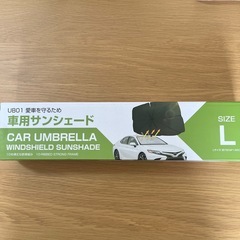 UB01 愛車を守るため
車用サンシェード
CAR UMBRELLA
WINDSHIELD SUNSHADE
SIZE
L